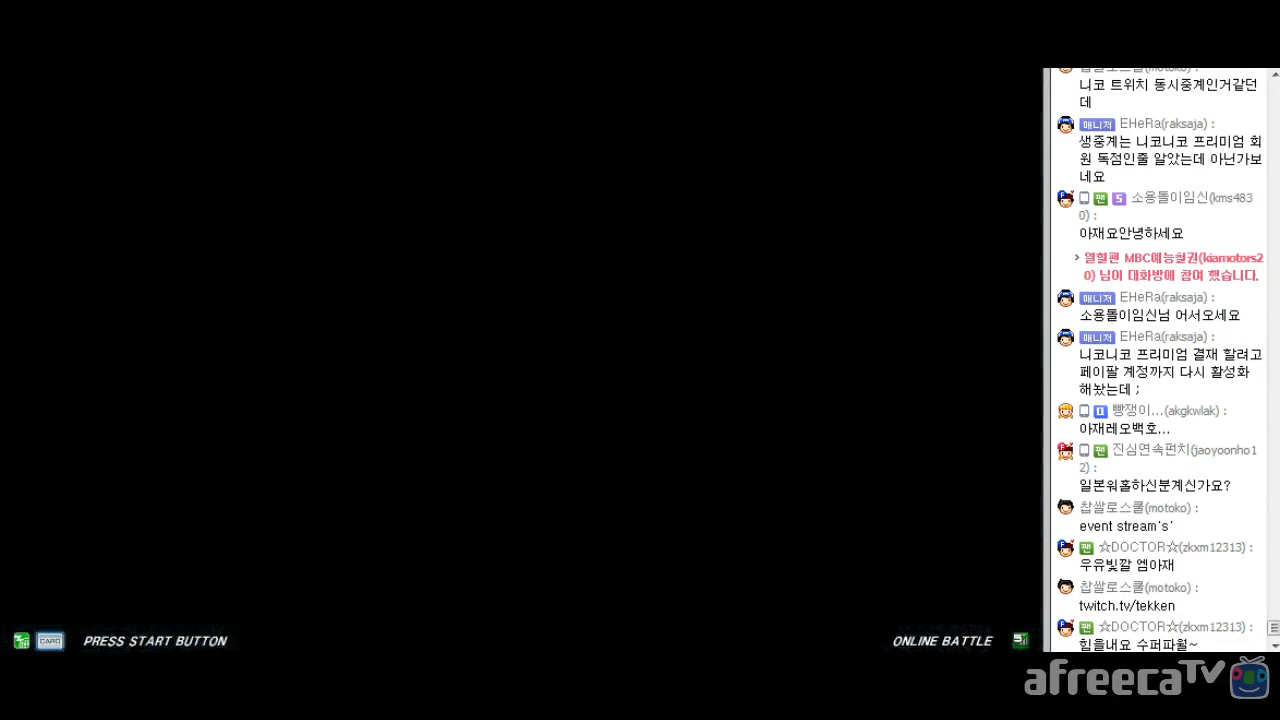 니코 트위치 동시중계인거같던
데
매니저 EHeRa(raksaja) :
생중계는 니코니코 프리미엄 회
원 독점인줄 알았는데 아닌가보
네요
팬 S 소용돌이임신(kms483
0) :
아재요안녕하세요
열혈팬 MBC예능헐권(kiamotors2
0) 님이 대화방에 참여 했습니다.
매니저 EHeRa(raksaja) :
소용돌이임신님 어서오세요
매니저 EHeRa(raksaja) :
니코니코 프리미엄 결재 할려고
페이팔 계정까지 다시 활성화
해놨는데 ;
빵쟁이...(akgkwlak) :
아재레오백호...
팬 진심연속펀치(jaoyoonho1
2) :
일본워홀하신분계신가요?
찹쌀로스쿨(motoko) :
event stream's'
팬 ☆DOCTOR☆(zkxm12313) :
우유빛깔 엠아재
찹쌀로스쿨(motoko) :
twitch.tv/tekken
팬 ☆DOCTOR☆(zkxm12313) :
힘을내요 수퍼파월~
CARD PRESS START BUTTON
ONLINE BATTLE
afreecaTV